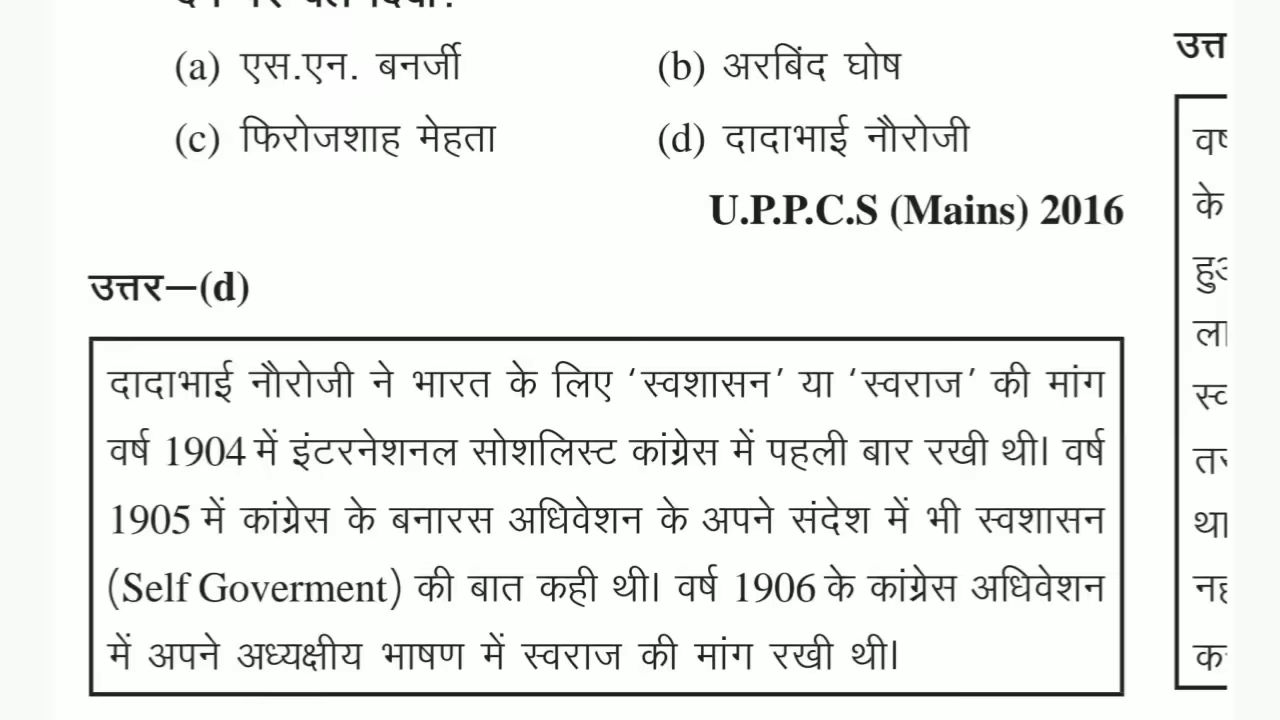 (a) एस.एन. बनर्जी (b) अरबिंद घोष
(c) फिरोजशाह मेहता (d) दादाभाई नौरोजी
U.P.P.C.S (Mains) 2016
उत्तर–(d)
दादाभाई नौरोजी ने भारत के लिए ‘स्वशासन’ या ‘स्वराज’ की मांग
वर्ष 1904 में इंटरनेशनल सोशलिस्ट कांग्रेस में पहली बार रखी थी। वर्ष
1905 में कांग्रेस के बनारस अधिवेशन के अपने संदेश में भी स्वशासन
(Self Goverment) की बात कही थी। वर्ष 1906 के कांग्रेस अधिवेशन
में अपने अध्यक्षीय भाषण में स्वराज की मांग रखी थी।
के